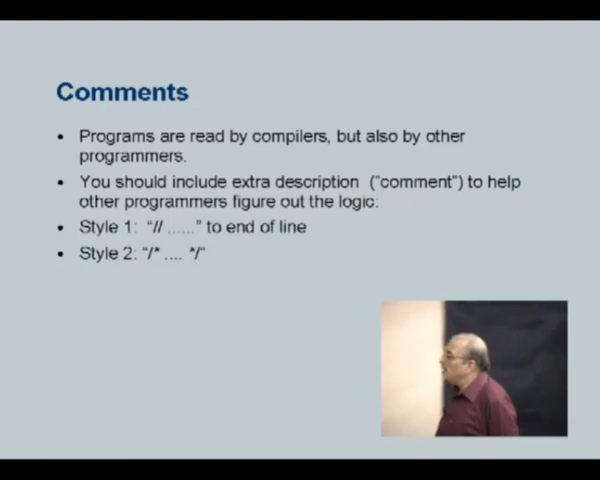 Comments
• Programs are read by compilers, but also by other
programmers.
• You should include extra description ("comment") to help
other programmers figure out the logic:
• Style 1: "// ......" to end of line
• Style 2: "/* .... */"